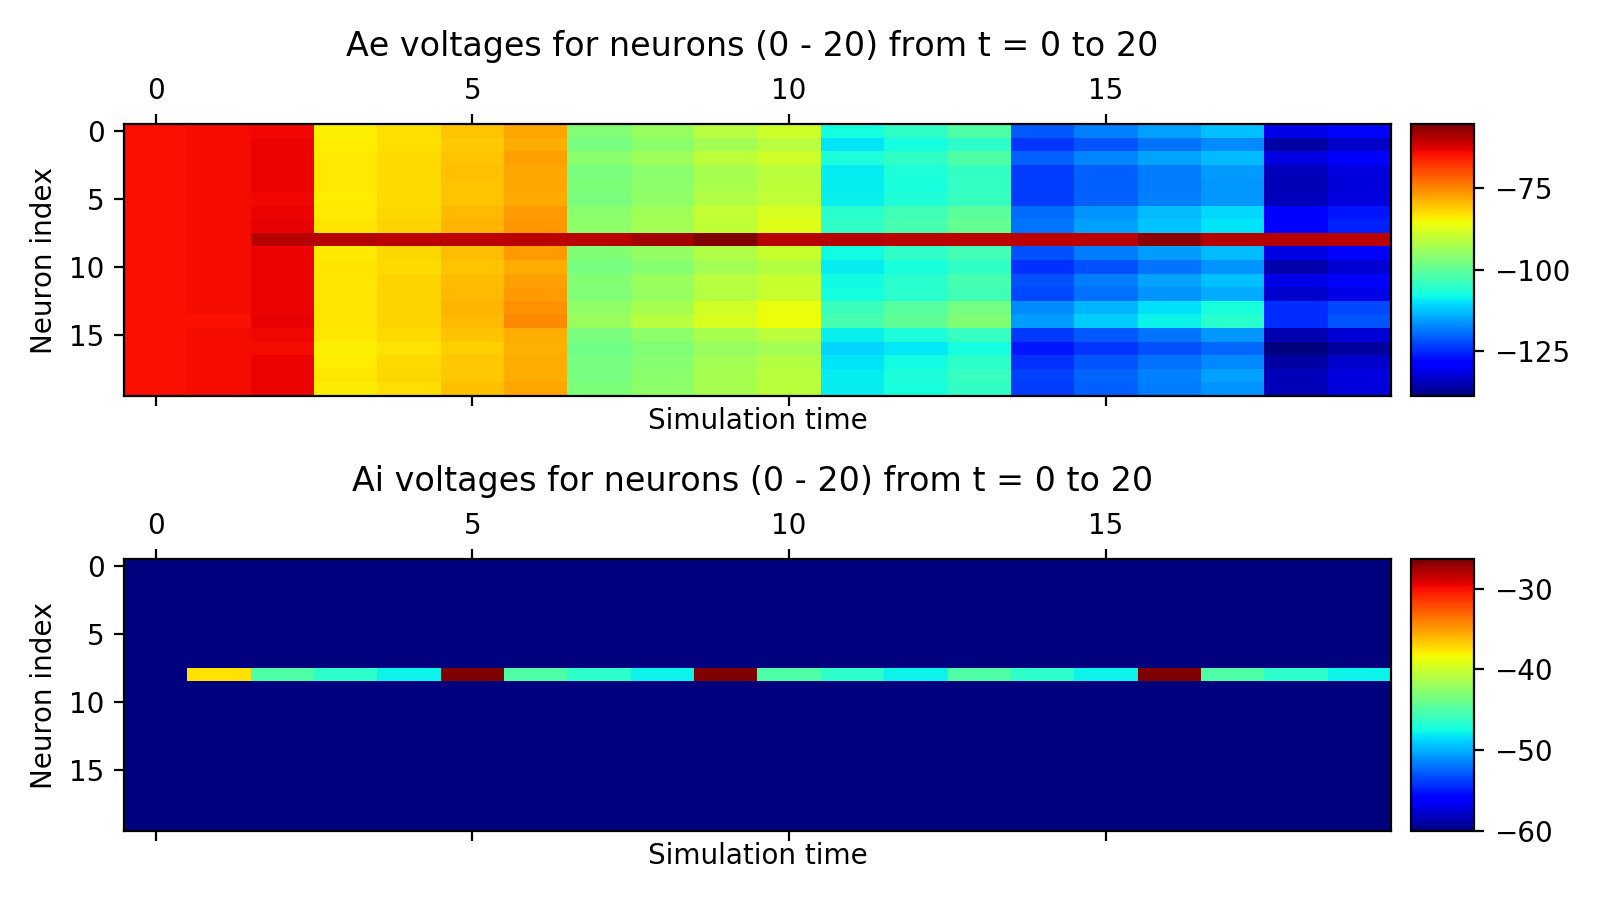 Ae voltages for neurons (0 - 20) from t = 0 to 20
0 5 10 15
Neuron index
0
5
10
15
Simulation time
−75
−100
−125
Ai voltages for neurons (0 - 20) from t = 0 to 20
0 5 10 15
Neuron index
0
5
10
15
Simulation time
−30
−40
−50
−60